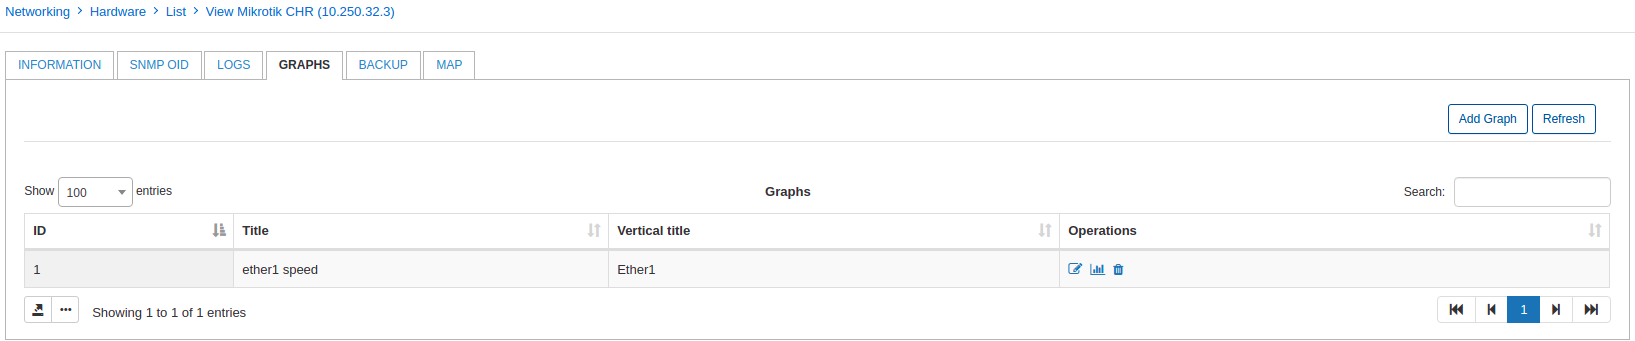 Networking > Hardware > List > View Mikrotik CHR (10.250.32.3)
INFORMATION SNMP OID LOGS GRAPHS BACKUP MAP
Add Graph Refresh
Show 100 entries Graphs Search:
ID Title Vertical title Operations
1 ether1 speed Ether1
Showing 1 to 1 of 1 entries 1